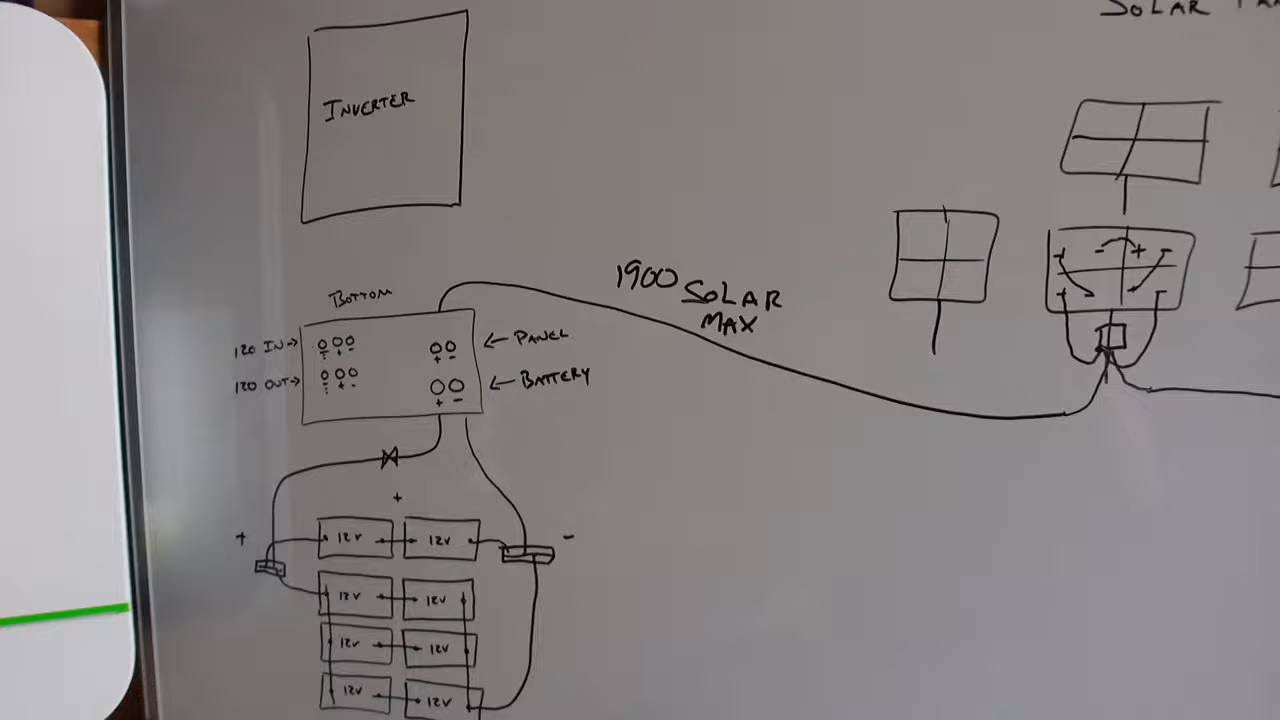 SOLAR
INVERTER
1900 SOLAR
MAX
BOTTOM
120 IN
PANEL
120 OUT
BATTERY
+ -
+ -
+
+ -
12V 12V
12V 12V
12V 12V
12V 12V
- +